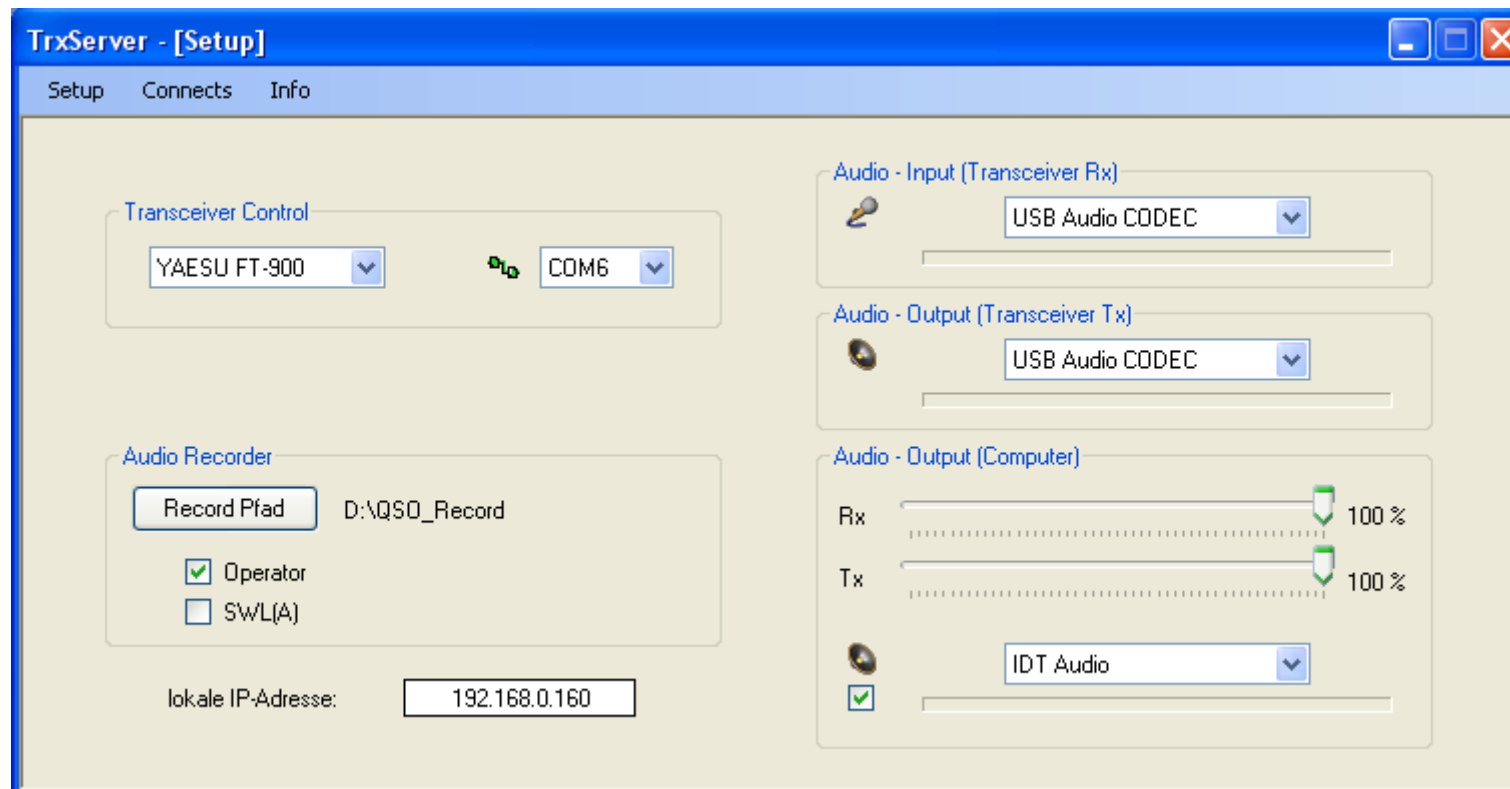 TrxServer - [Setup]
Setup Connects Info
Transceiver Control
YAESU FT-900 COM6
Audio Recorder
Record Pfad D:\QSO_Record
Operator
SWL(A)
lokale IP-Adresse: 192.168.0.160
Audio - Input (Transceiver Rx)
USB Audio CODEC
Audio - Output (Transceiver Tx)
USB Audio CODEC
Audio - Output (Computer)
Rx 100 %
Tx 100 %
IDT Audio